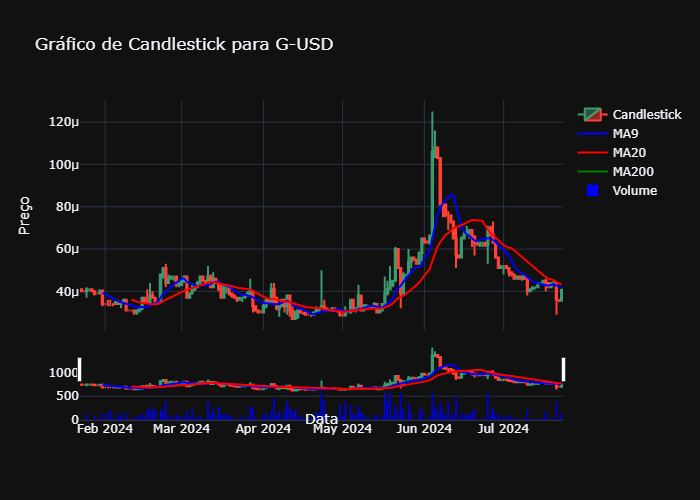 Gráfico de Candlestick para G-USD
120μ
100μ
80μ
60μ
40μ
Preço
Candlestick
MA9
MA20
MA200
Volume
1000
500
0
Feb 2024
Mar 2024
Apr 2024
May 2024
Jun 2024
Jul 2024
Data